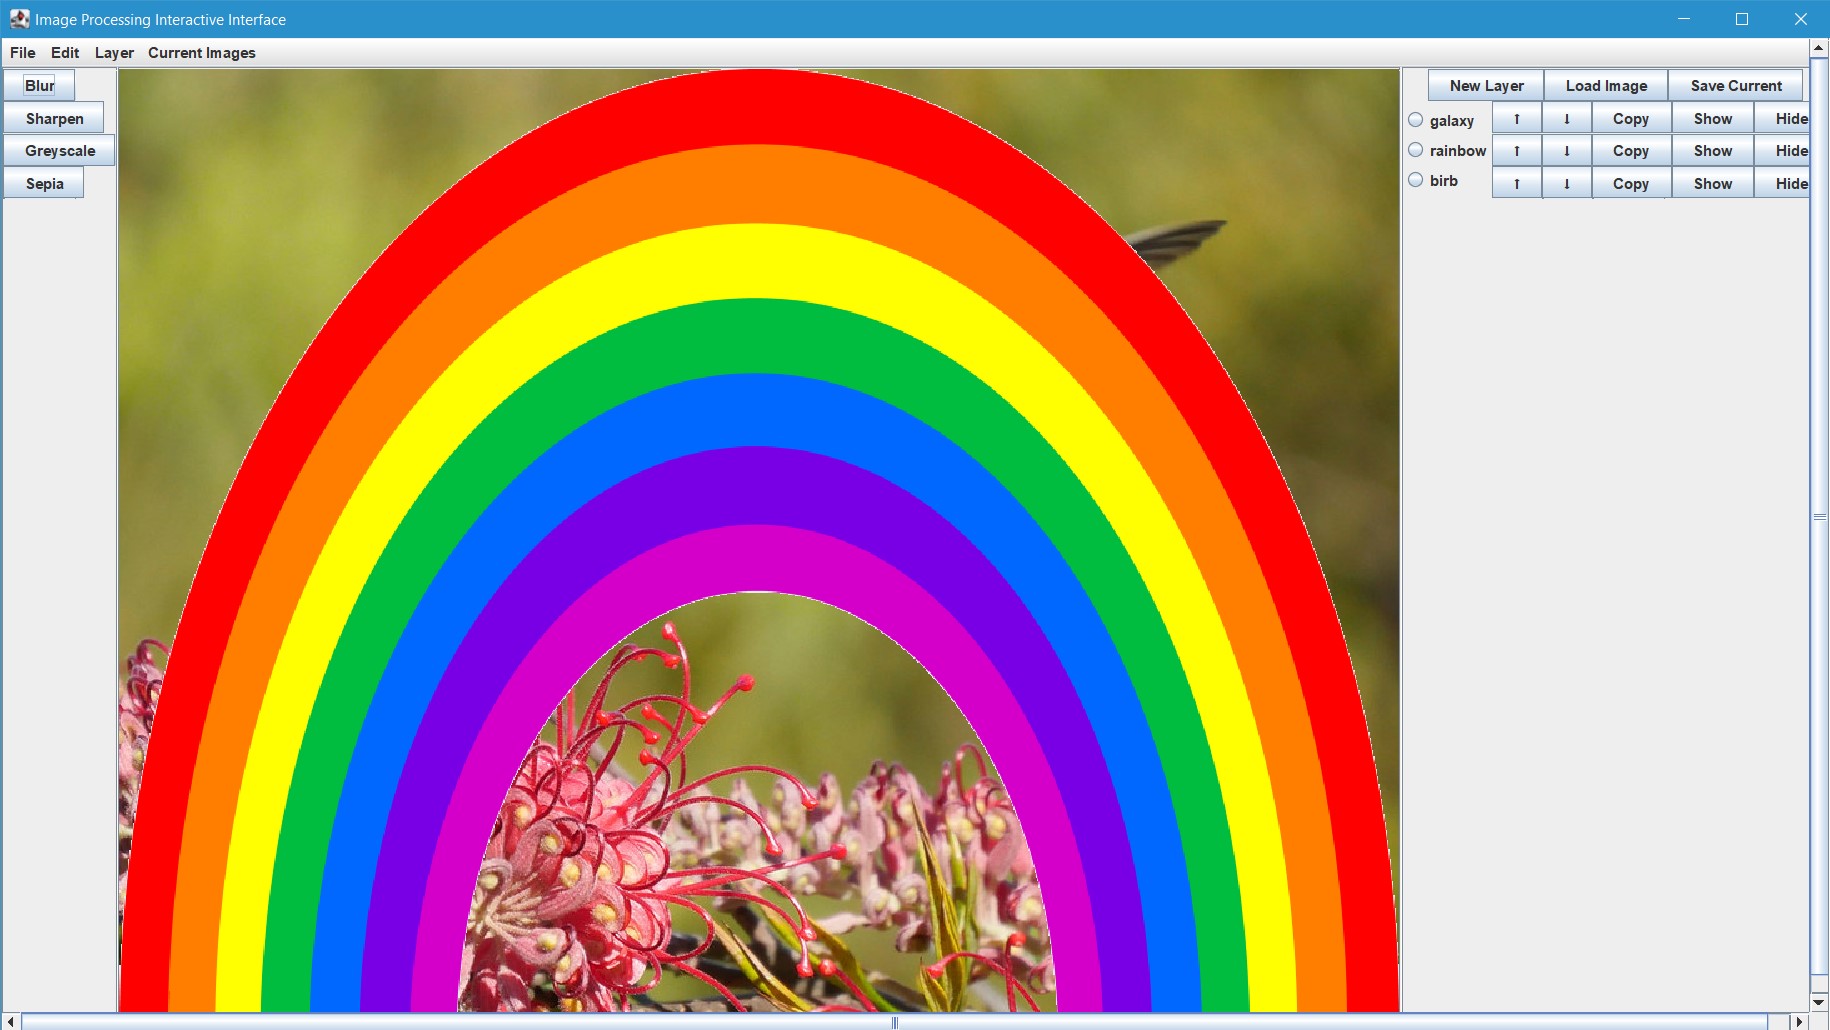 Image Processing Interactive Interface
File Edit Layer Current Images
Blur
Sharpen
Greyscale
Sepia
New Layer Load Image Save Current
galaxy ↑ ↓ Copy Show Hide
rainbow ↑ ↓ Copy Show Hide
birb ↑ ↓ Copy Show Hide